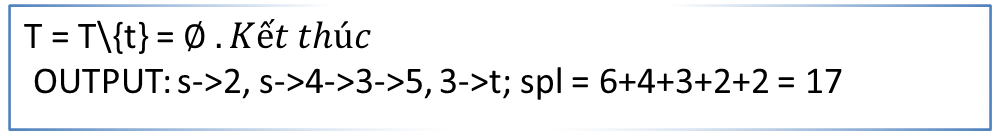 T = T\{t} = ∅ . Kết thúc
OUTPUT: s->2, s->4->3->5, 3->t; spl = 6+4+3+2+2 = 17